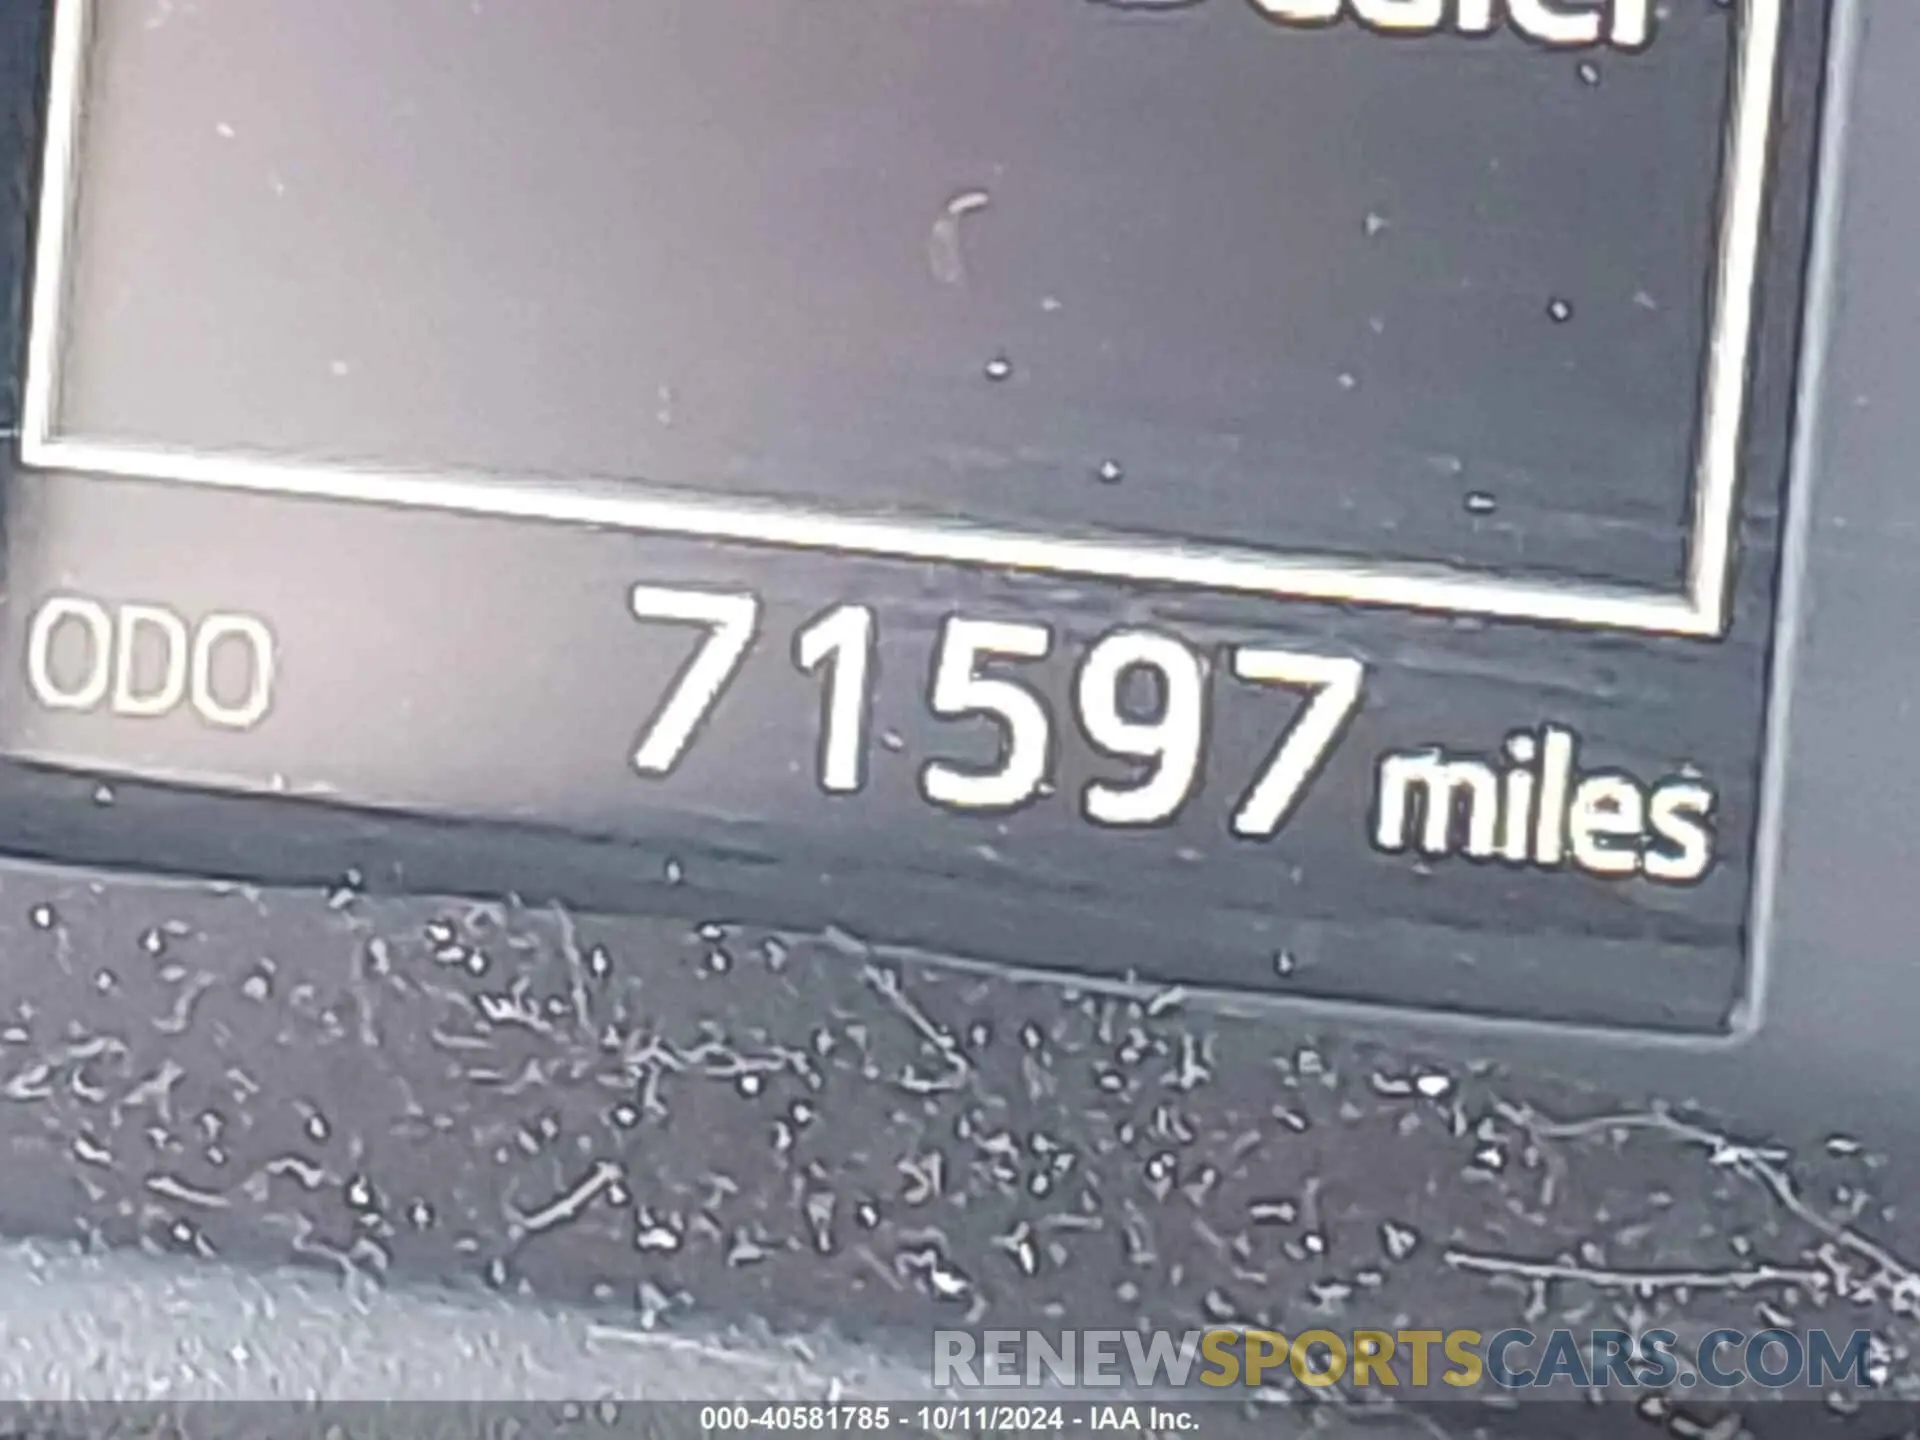 ODO 71597 miles
RENEWSPORTSCARS.COM
000-40581785 - 10/11/2024 - IAA Inc.